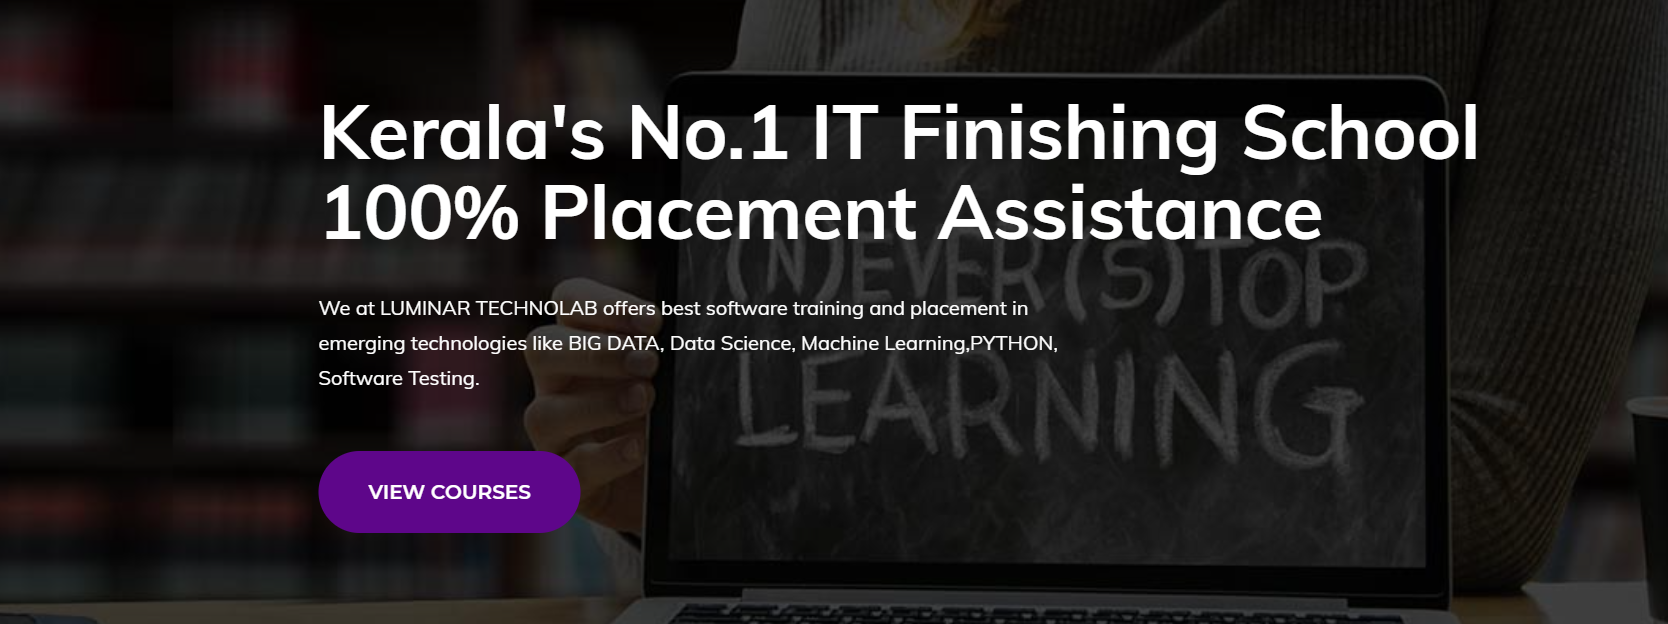 Kerala's No.1 IT Finishing School
100% Placement Assistance
(N)EVER (S)TOP
We at LUMINAR TECHNOLAB offers best software training and placement in
emerging technologies like BIG DATA, Data Science, Machine Learning,PYTHON,
Software Testing.
LEARNING
VIEW COURSES